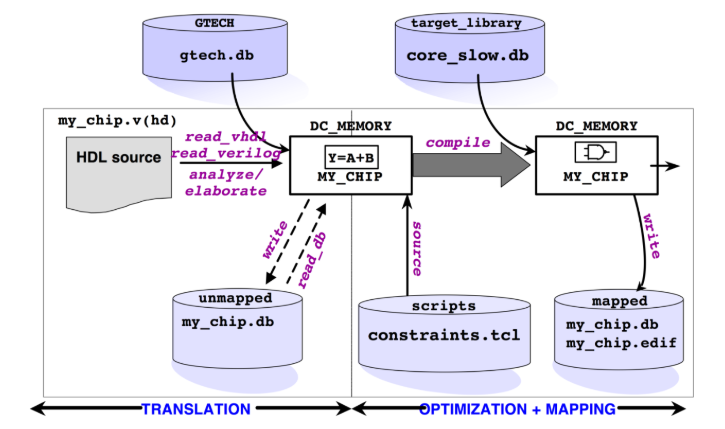 GTECH
gtech.db
target_library
core_slow.db
my_chip.v(hd)
HDL source
read_vhdl
read_verilog
analyze/
elaborate
DC_MEMORY
Y=A+B
MY_CHIP
compile
DC_MEMORY
MY_CHIP
write
read_db
source
write
unmapped
my_chip.db
scripts
constraints.tcl
mapped
my_chip.db
my_chip.edif
TRANSLATION
OPTIMIZATION + MAPPING